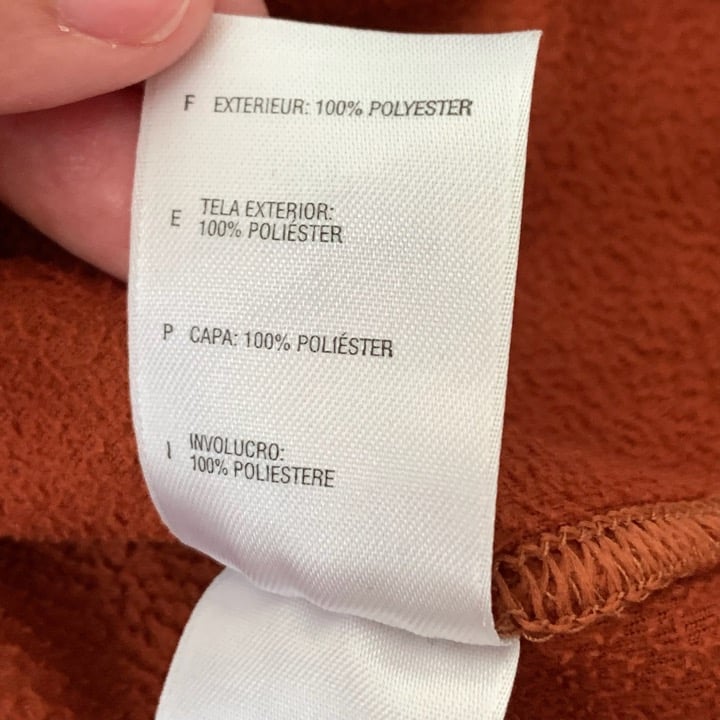 F EXTERIEUR: 100% POLYESTER
E TELA EXTERIOR:
100% POLIÉSTER
P CAPA: 100% POLIÉSTER
I INVOLUCRO:
100% POLIESTERE